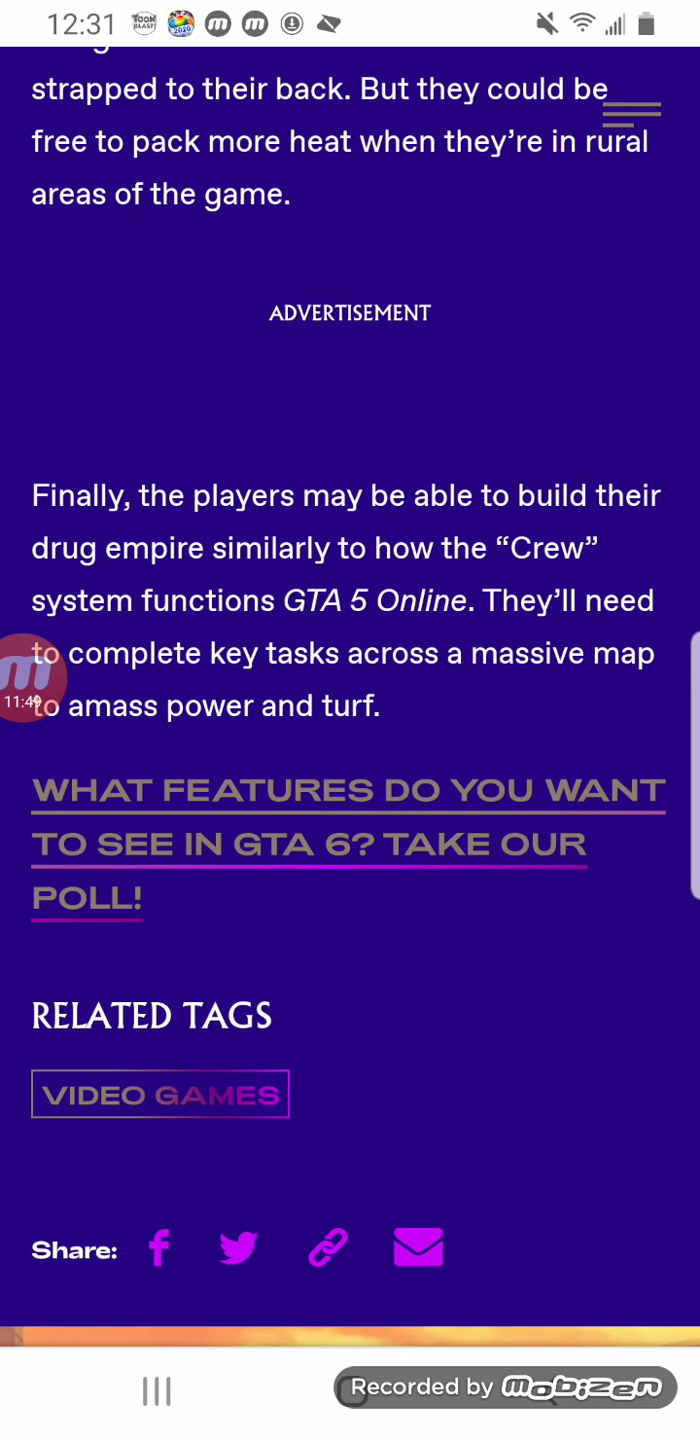 12:31
TOON
BLAST!
2020
strapped to their back. But they could be
free to pack more heat when they’re in rural
areas of the game.
ADVERTISEMENT
Finally, the players may be able to build their
drug empire similarly to how the “Crew”
system functions GTA 5 Online. They’ll need
to complete key tasks across a massive map
11:49
to amass power and turf.
WHAT FEATURES DO YOU WANT
TO SEE IN GTA 6? TAKE OUR
POLL!
RELATED TAGS
VIDEO GAMES
Share:
Recorded by mobizen